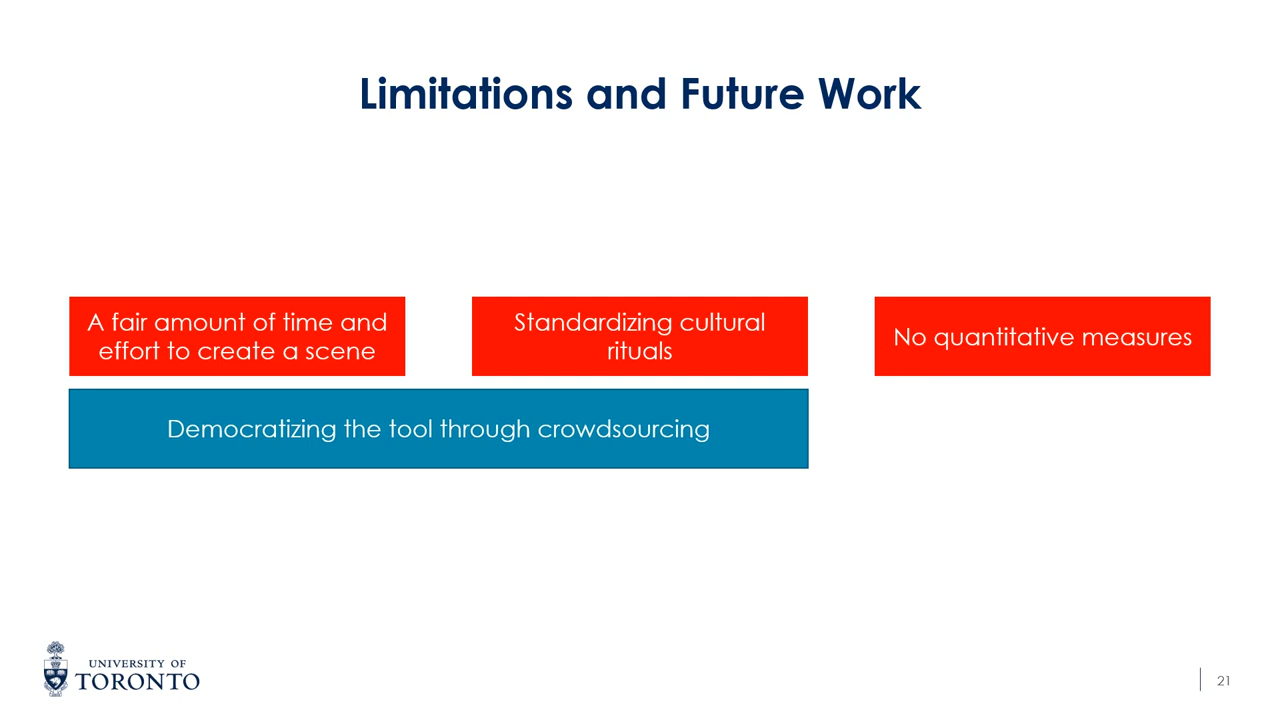 Limitations and Future Work
A fair amount of time and
effort to create a scene
Standardizing cultural
rituals
No quantitative measures
Democratizing the tool through crowdsourcing
UNIVERSITY OF
TORONTO
21